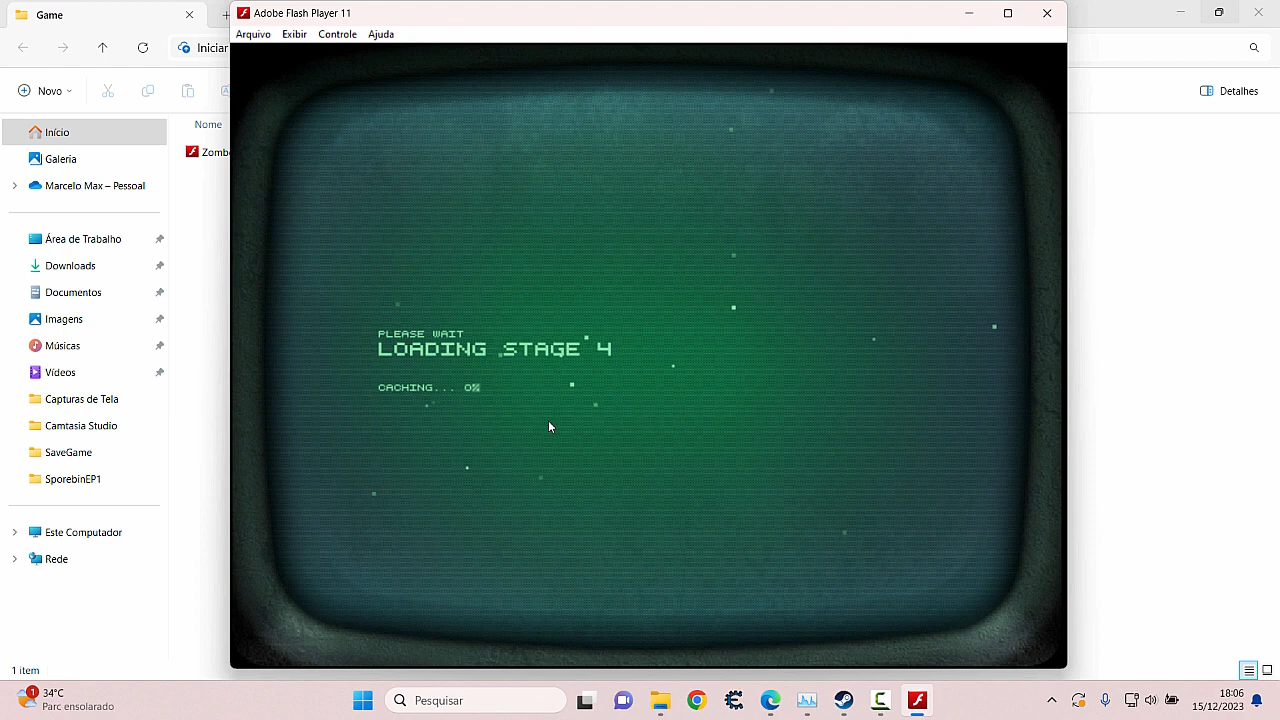 Game
Adobe Flash Player 11
Arquivo Exibir Controle Ajuda
Iniciar
Novo
Detalhes
Nome
Início
Galeria
Marcelo Max – Pessoal
Área de Trabalho
Downloads
Documentos
Imagens
Músicas
Vídeos
Capturas de Tela
Camtasia Studio
SaveGame
SporebinEP1
Este Computador
Rede
Zomb
PLEASE WAIT
LOADING STAGE 4
CACHING... 0%
1 item
1
34°C
Parc ensolarado
Pesquisar
18:06
15/12/2023